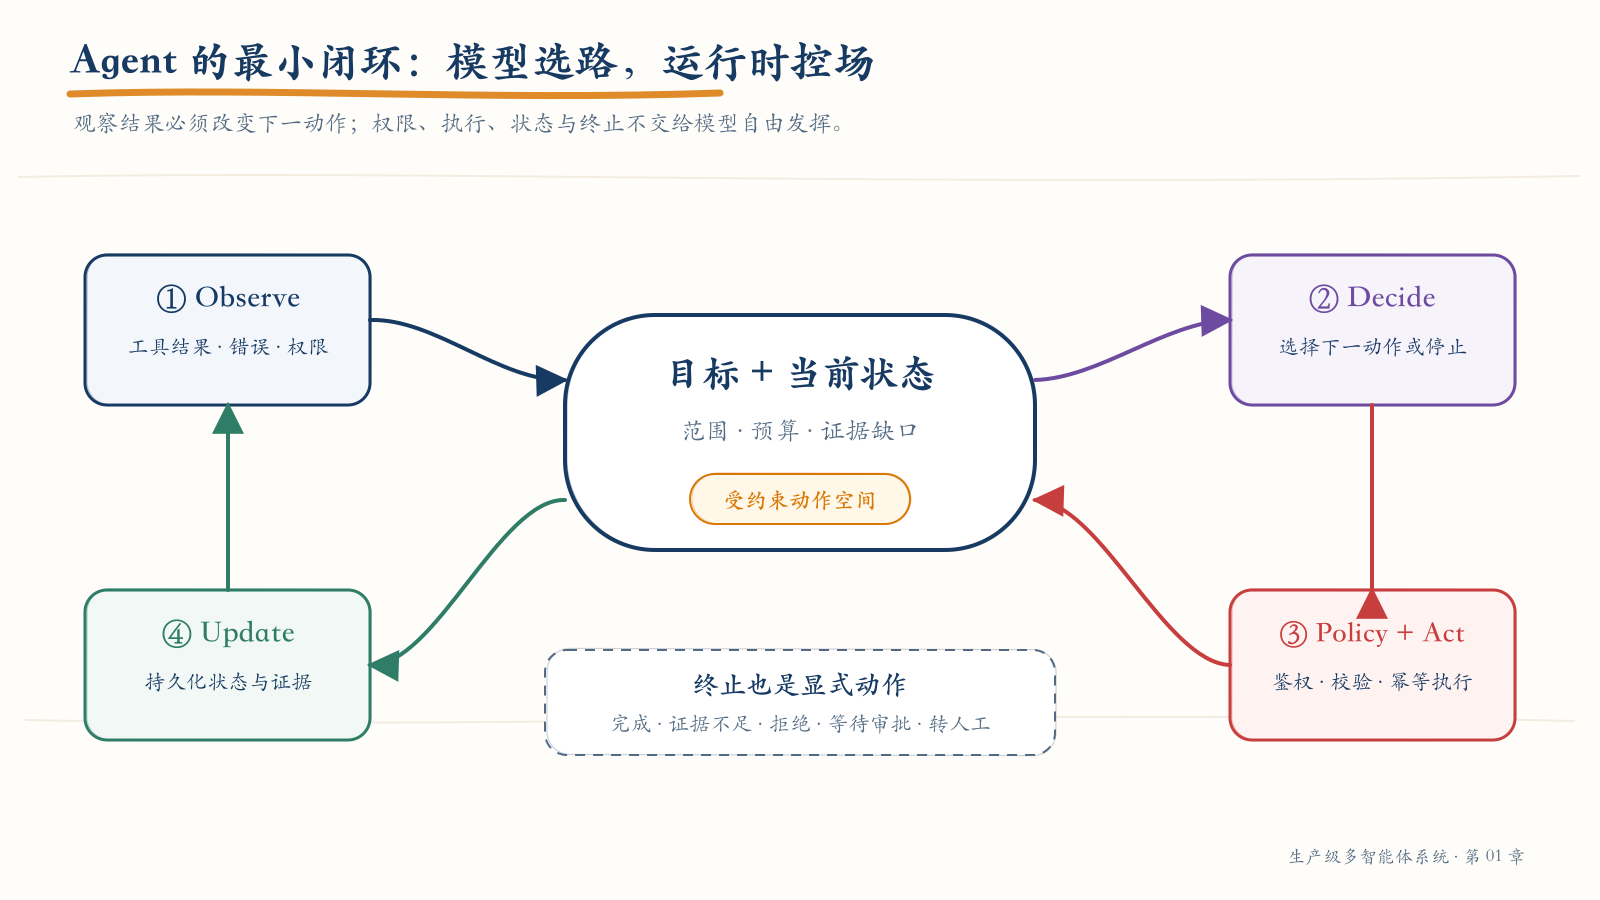 Agent 的最小闭环：模型选路，运行时控场
观察结果必须改变下一动作；权限、执行、状态与终止不交给模型自由发挥。
① Observe
工具结果 · 错误 · 权限
目标 + 当前状态
范围 · 预算 · 证据缺口
受约束动作空间
② Decide
选择下一动作或停止
④ Update
持久化状态与证据
终止也是显式动作
完成 · 证据不足 · 拒绝 · 等待审批 · 转人工
③ Policy + Act
鉴权 · 校验 · 幂等执行
生产级多智能体系统 · 第 01 章